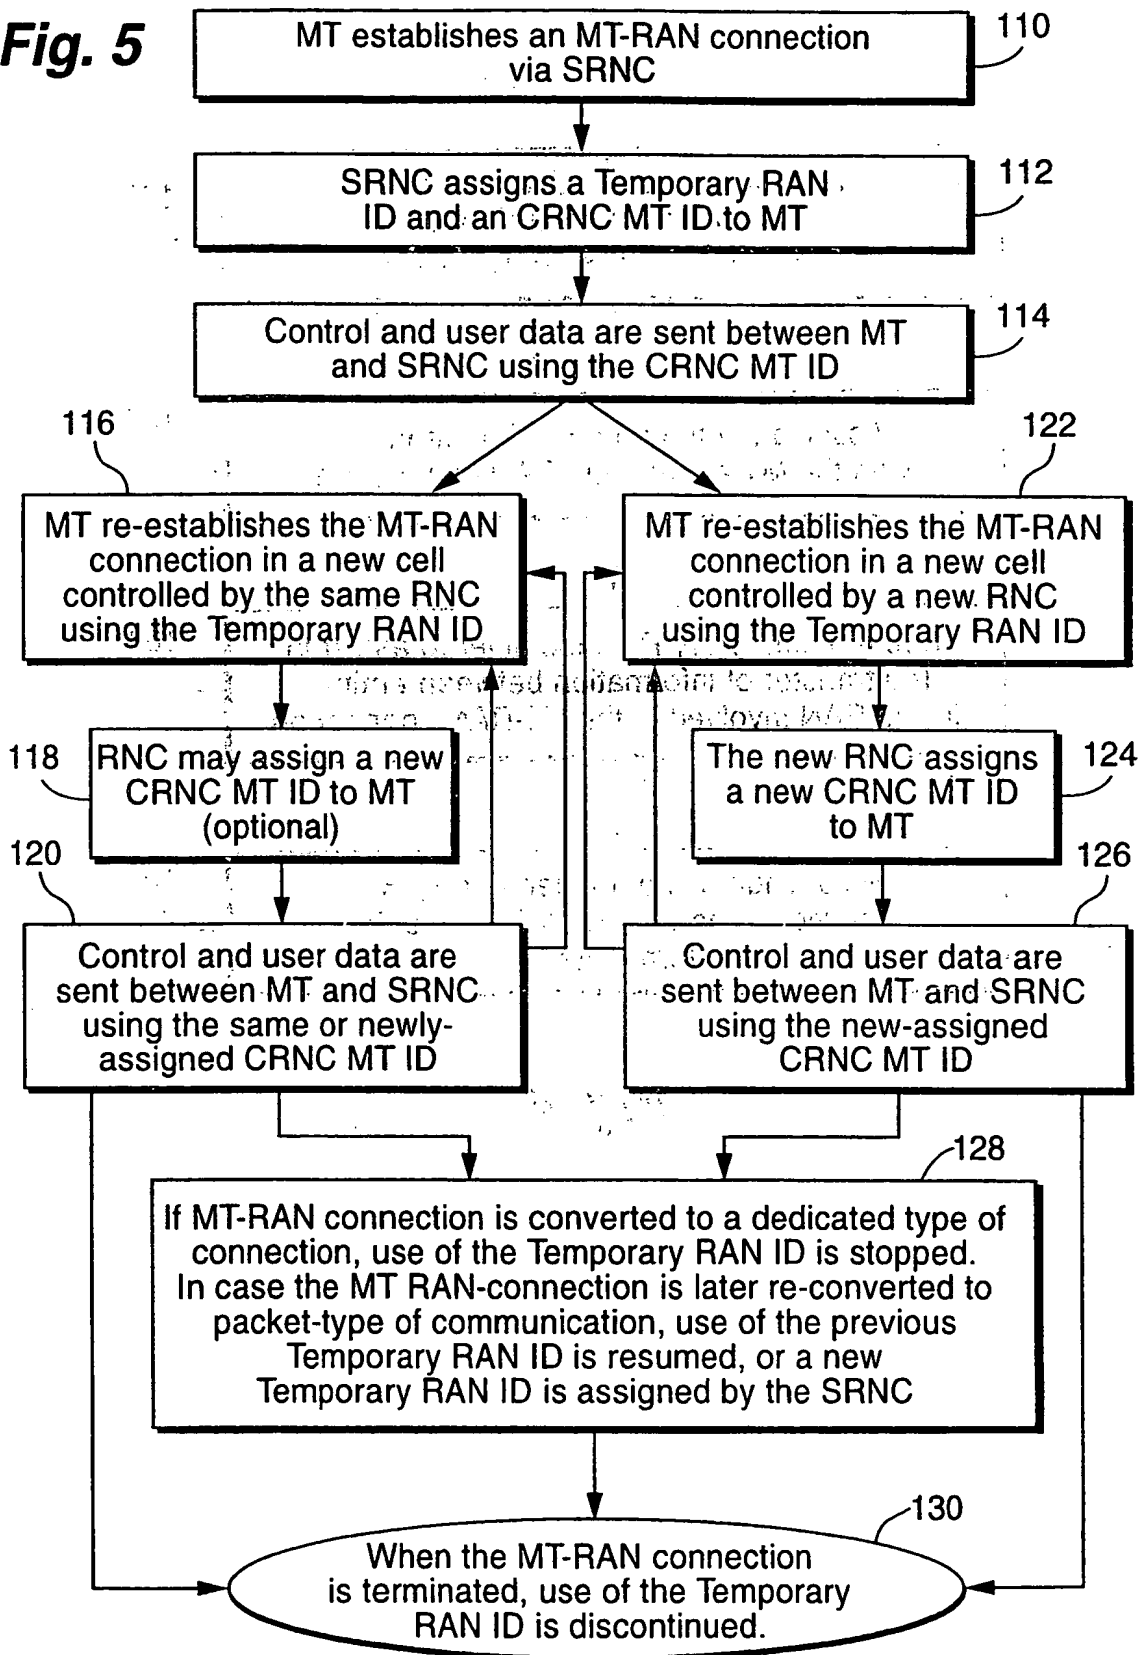 Fig. 5
MT establishes an MT-RAN connection
via SRNC
110
SRNC assigns a Temporary RAN
ID and an CRNC MT ID to MT
112
Control and user data are sent between MT
and SRNC using the CRNC MT ID
114
116
MT re-establishes the MT-RAN
connection in a new cell
controlled by the same RNC
using the Temporary RAN ID
122
MT re-establishes the MT-RAN
connection in a new cell
controlled by a new RNC
using the Temporary RAN ID
118
RNC may assign a new
CRNC MT ID to MT
(optional)
The new RNC assigns
a new CRNC MT ID
to MT
124
120
Control and user data are
sent between MT and SRNC
using the same or newly-
assigned CRNC MT ID
126
Control and user data are
sent between MT and SRNC
using the new-assigned
CRNC MT ID
128
If MT-RAN connection is converted to a dedicated type of
connection, use of the Temporary RAN ID is stopped.
In case the MT RAN-connection is later re-converted to
packet-type of communication, use of the previous
Temporary RAN ID is resumed, or a new
Temporary RAN ID is assigned by the SRNC
130
When the MT-RAN connection
is terminated, use of the Temporary
RAN ID is discontinued.